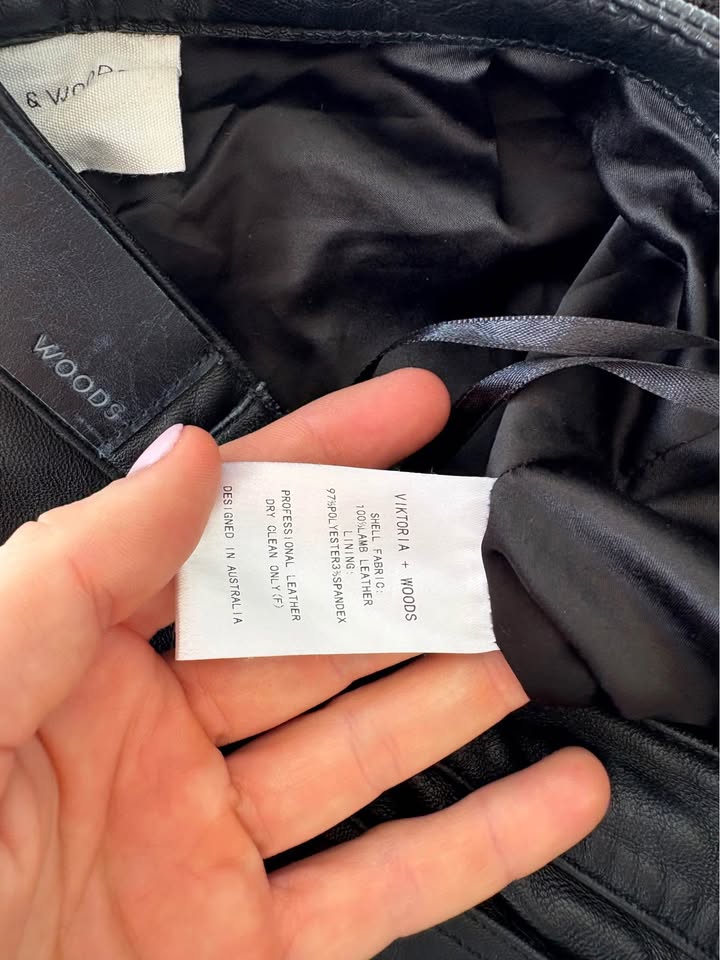 & Wood
WOODS
VIKTORIA + WOODS
SHELL FABRIC:
100%LAMB LEATHER
LINING:
97%POLYESTER3%SPANDEX
PROFESSIONAL LEATHER
DRY CLEAN ONLY(F)
DESIGNED IN AUSTRALIA